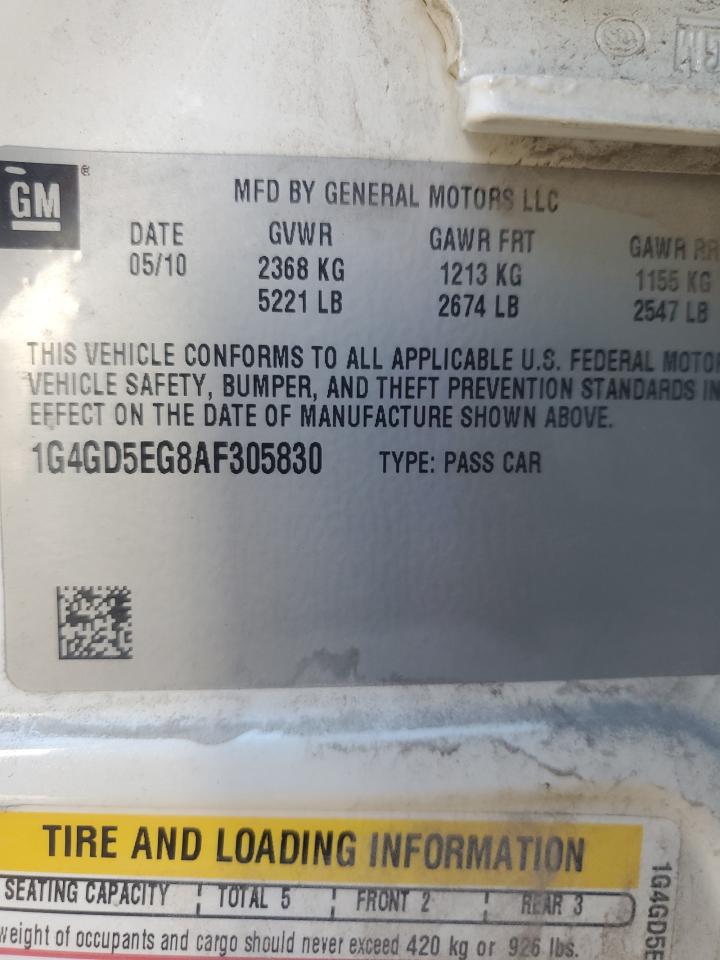 GM
GM ®
MFD BY GENERAL MOTORS LLC
DATE GVWR GAWR FRT GAWR RR
05/10 2368 KG 1213 KG 1155 KG
5221 LB 2674 LB 2547 LB
THIS VEHICLE CONFORMS TO ALL APPLICABLE U.S. FEDERAL MOTO
VEHICLE SAFETY, BUMPER, AND THEFT PREVENTION STANDARDS IN
EFFECT ON THE DATE OF MANUFACTURE SHOWN ABOVE.
1G4GD5EG8AF305830 TYPE: PASS CAR
TIRE AND LOADING INFORMATION
SEATING CAPACITY TOTAL 5 FRONT 2 REAR 3
weight of occupants and cargo should never exceed 420 kg or 926 lbs.
1G4GD5E